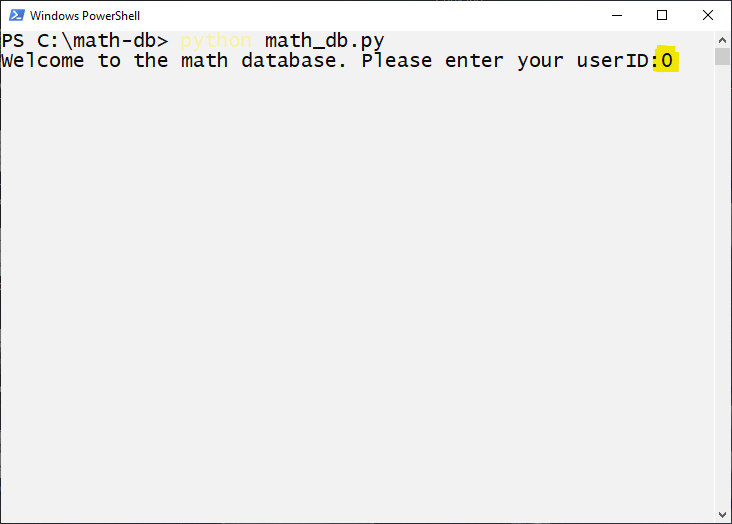 Windows PowerShell
PS C:\math-db> python math_db.py
Welcome to the math database. Please enter your userID:0